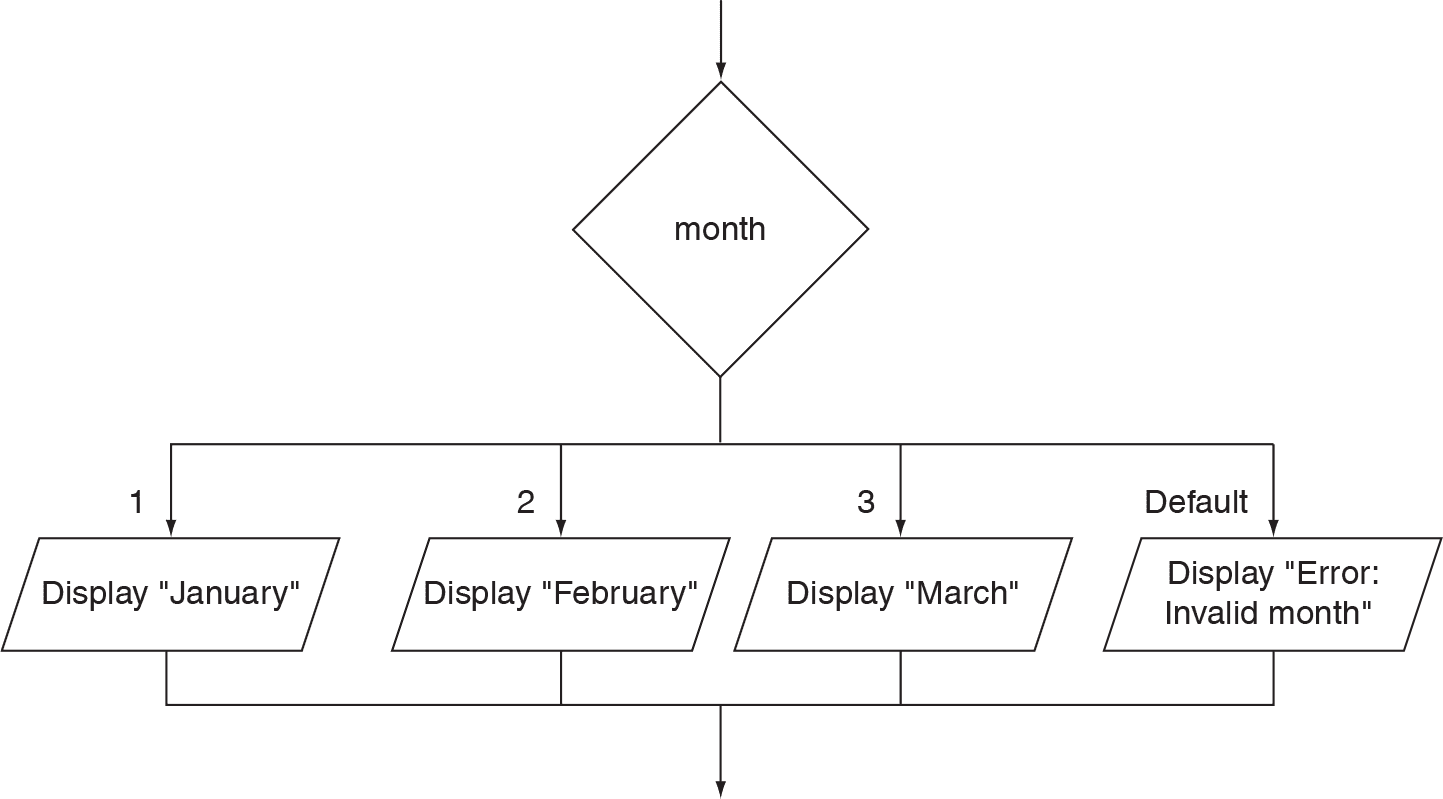 month
1
2
3
Default
Display "January"
Display "February"
Display "March"
Display "Error:
Invalid month"